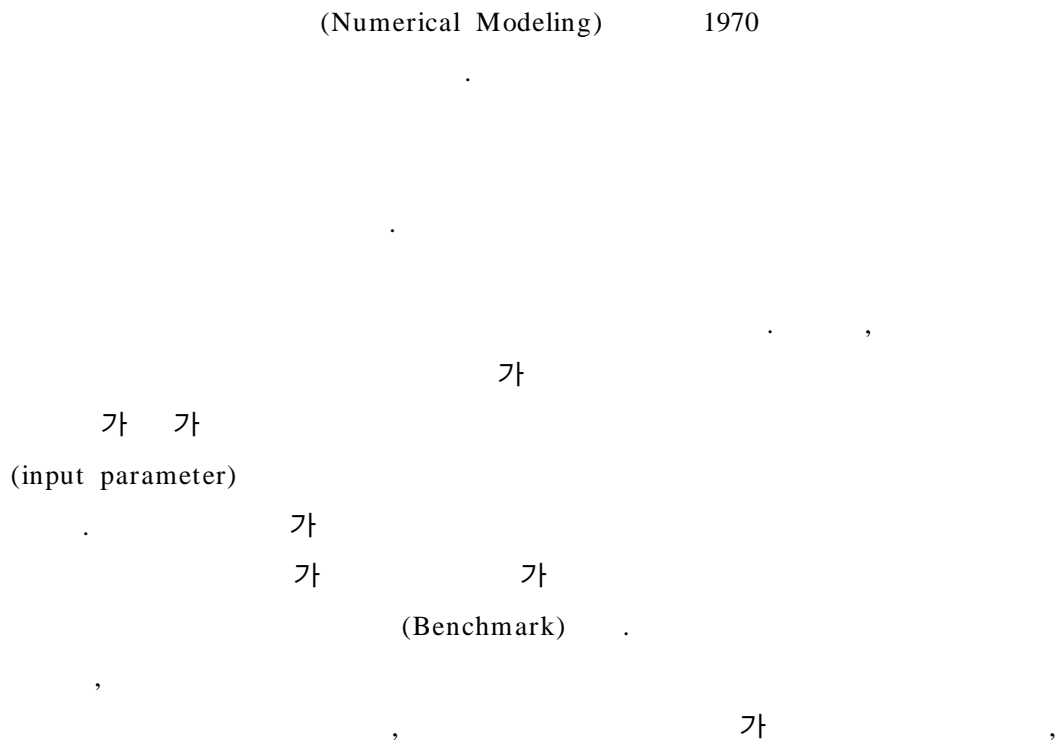 (Numerical Modeling) 1970
.
.
. ,
가
가 가
(input parameter)
. 가
가 가
(Benchmark) .
,
, 가 ,